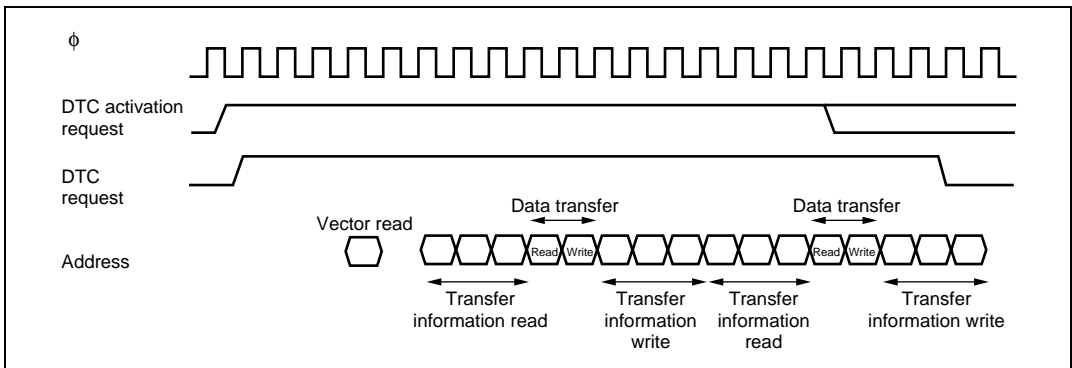 φ
DTC activation
request
DTC
request
Data transfer
Data transfer
Vector read
Read
Write
Read
Write
Address
Transfer
information read
Transfer
information
write
Transfer
information
read
Transfer
information write